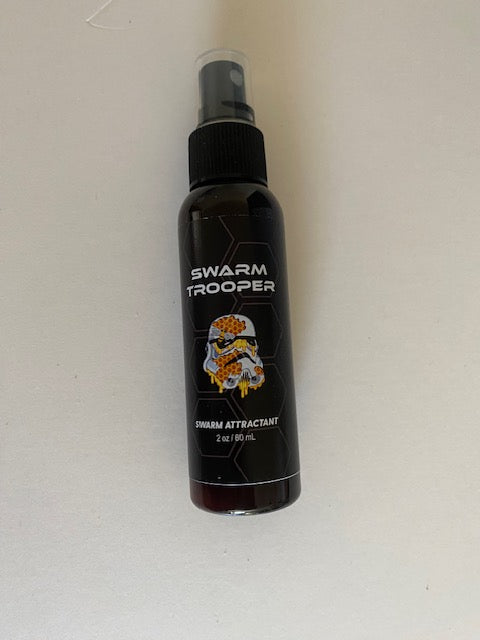 SWARM
TROOPER
SWARM ATTRACTANT
2 oz / 60 mL